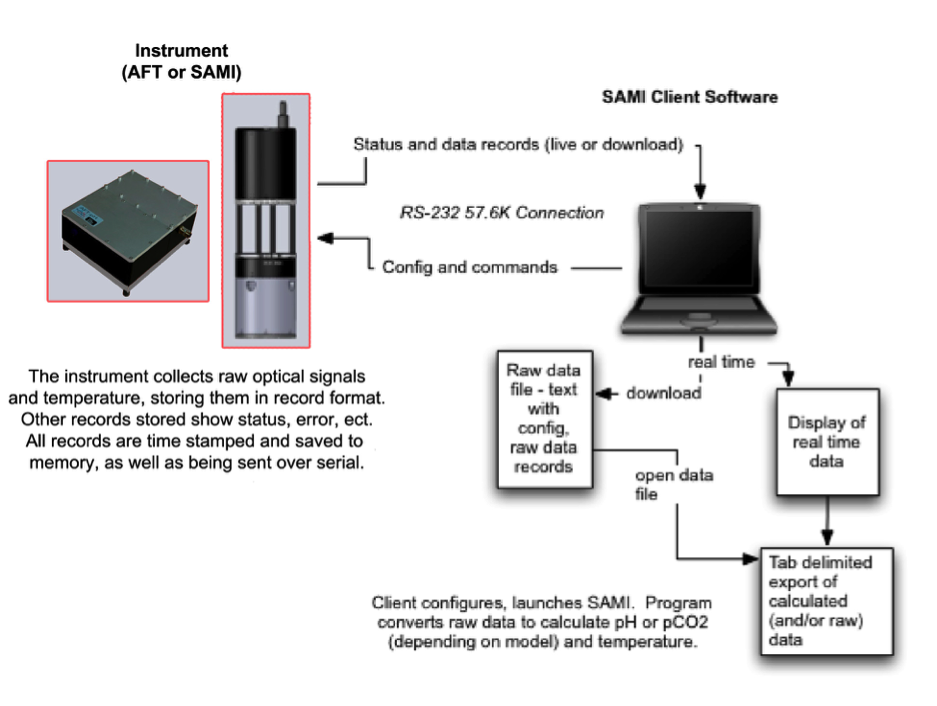 Instrument
(AFT or SAMI)
SAMI Client Software
Status and data records (live or download)
RS-232 57.6K Connection
Config and commands
The instrument collects raw optical signals
and temperature, storing them in record format.
Other records stored show status, error, ect.
All records are time stamped and saved to
memory, as well as being sent over serial.
real time
download
Raw data
file - text
with
config,
raw data
records
Display of
real time
data
open data
file
Tab delimited
export of
calculated
(and/or raw)
data
Client configures, launches SAMI. Program
converts raw data to calculate pH or pCO2
(depending on model) and temperature.